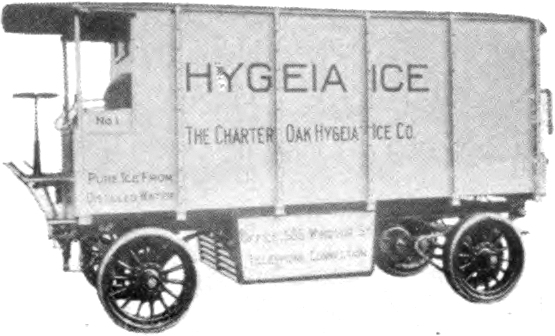 HYGEIA ICE
THE CHARTER OAK HYGEIA ICE CO.
No 1
PURE ICE FROM
DISTILLED WATER
OFFICE 586 WINDSOR ST
TELEPHONE CONNECTION